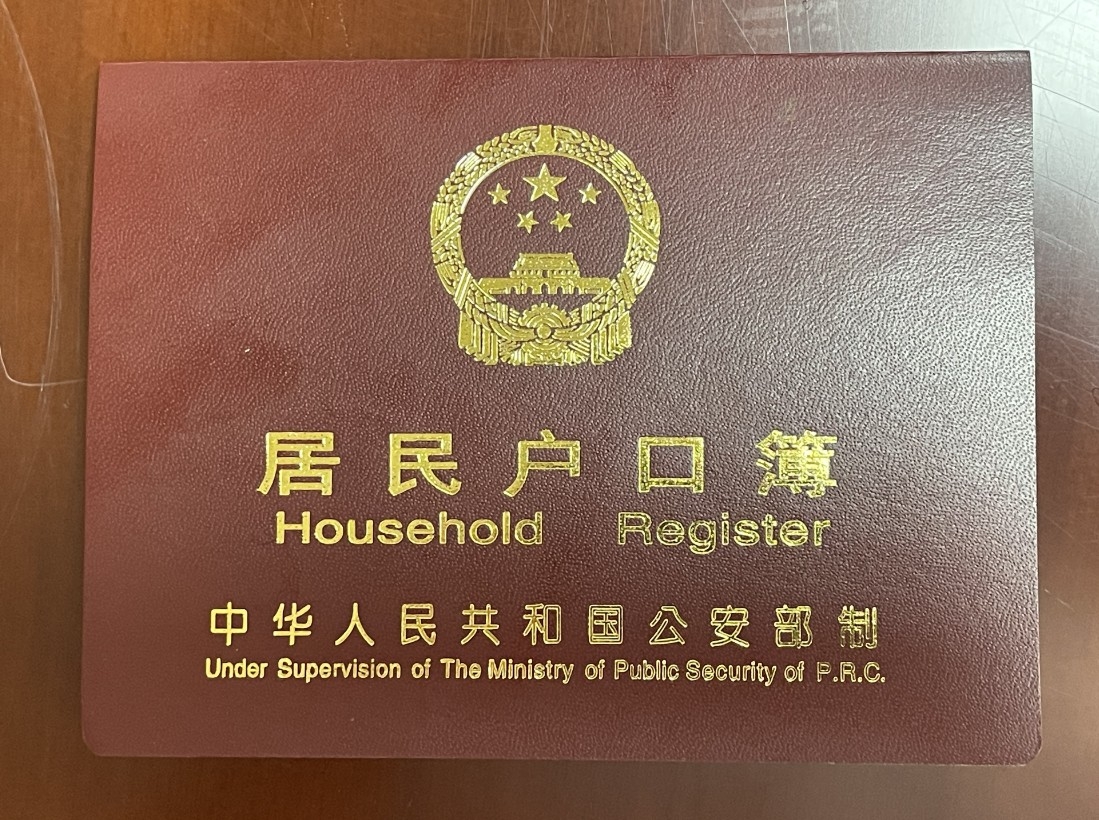 居民户口簿
Household Register
中华人民共和国公安部制
Under Supervision of The Ministry of Public Security of P.R.C.